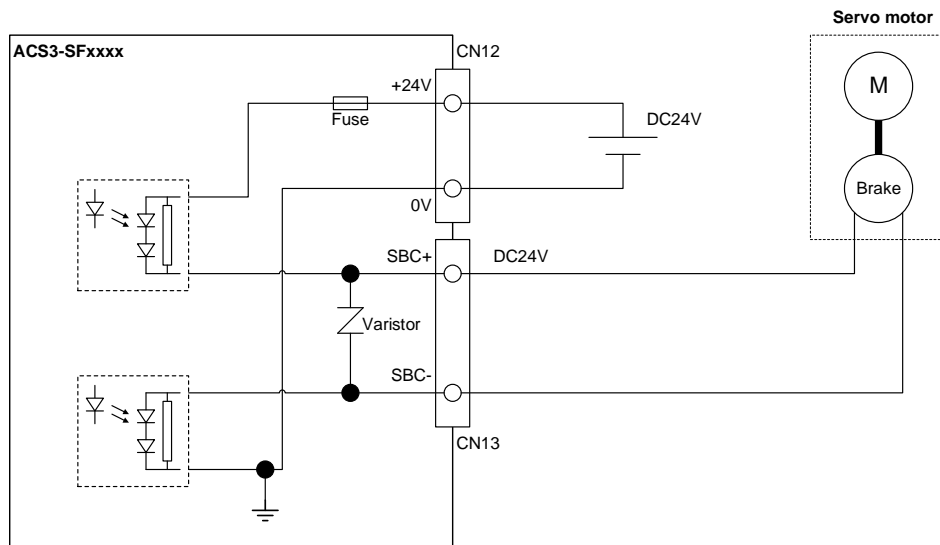 Servo motor
ACS3-SFxxxx
CN12
+24V
Fuse
DC24V
M
Brake
0V
SBC+
DC24V
Varistor
SBC-
CN13